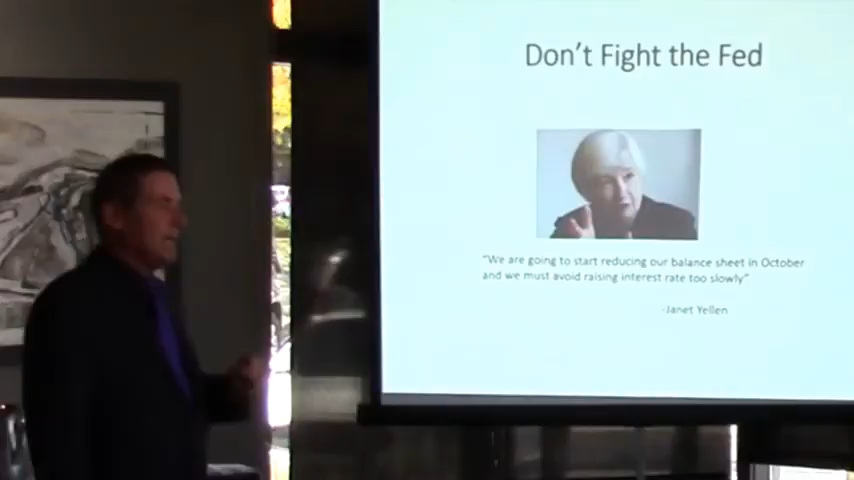 Don't Fight the Fed
"We are going to start reducing our balance sheet in October
and we must avoid raising interest rate too slowly"
-Janet Yellen